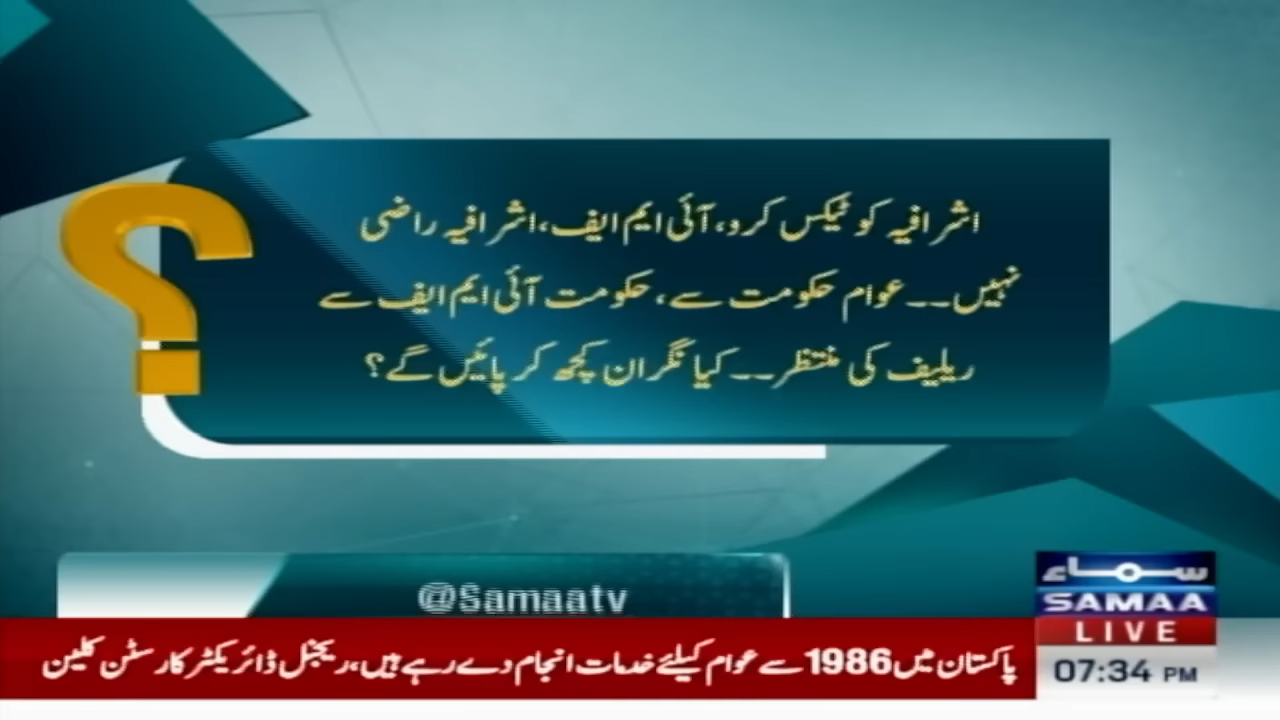 اشرافیہ کو ٹیکس کرو، آئی ایم ایف، اشرافیہ راضی
نہیں۔۔ عوام حکومت سے، حکومت آئی ایم ایف سے
ریلیف کی منتظر۔۔ کیا نگران کچھ کر پائیں گے؟
؟
@Samaatv
سماء
SAMAA
LIVE
پاکستان میں 1986 سے عوام کیلئے خدمات انجام دے رہے ہیں، ریجنل ڈائریکٹر کارسٹن کلین
07:34 PM